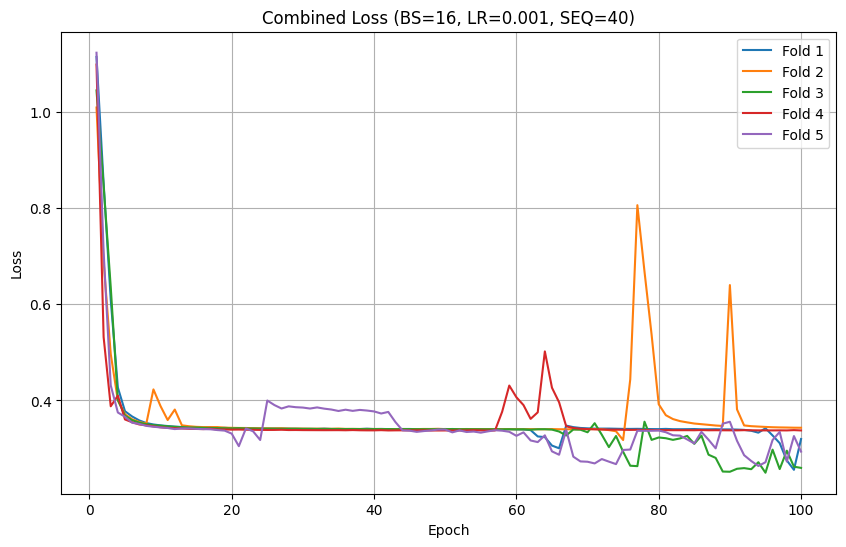 Combined Loss (BS=16, LR=0.001, SEQ=40)
Fold 1
Fold 2
Fold 3
Fold 4
Fold 5
1.0
0.8
0.6
0.4
Loss
0
20
40
60
80
100
Epoch